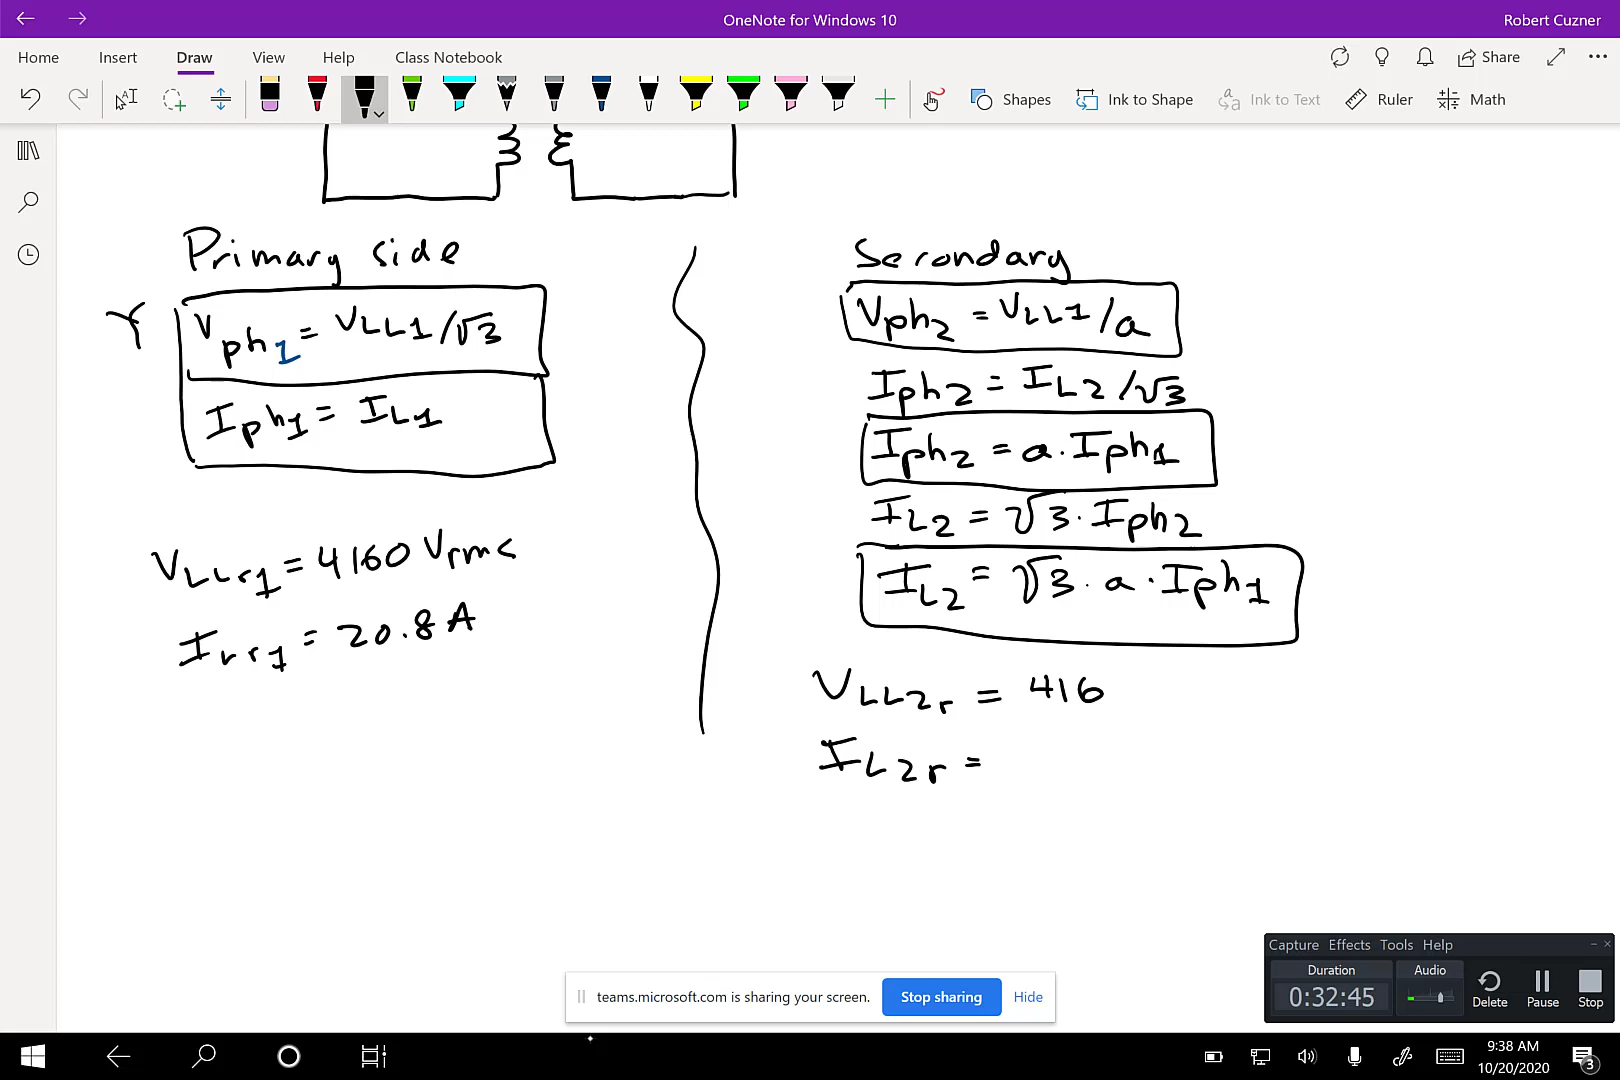 OneNote for Windows 10
Robert Cuzner
Home Insert Draw View Help Class Notebook
Share
Shapes Ink to Shape Ink to Text Ruler Math
Primary side
Y
Vph1 = VLL1/√3
Iph1 = IL1
VLLr1 = 4160 Vrms
ILr1 = 20.8 A
Secondary
Vph2 = VLL1/a
Iph2 = IL2/√3
Iph2 = a · Iph1
IL2 = √3 · Iph2
IL2 = √3 · a · Iph1
VLL2r = 416
IL2r =
Capture Effects Tools Help
Duration Audio
0:32:45
Delete Pause Stop
teams.microsoft.com is sharing your screen. Stop sharing Hide
9:38 AM
10/20/2020
3